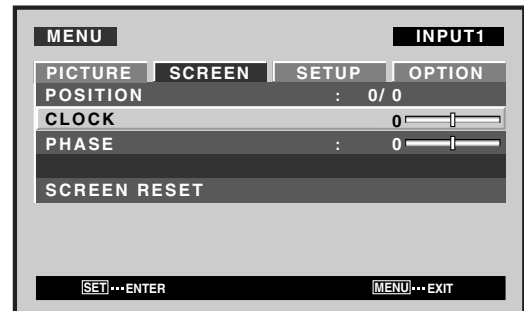 MENU INPUT1
PICTURE SCREEN SETUP OPTION
POSITION : 0/ 0
CLOCK 0
PHASE : 0
SCREEN RESET
SET···ENTER MENU···EXIT